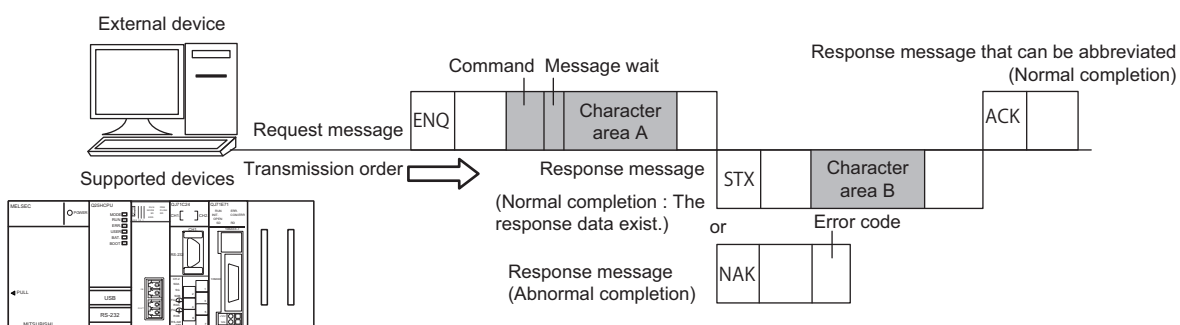 External device
Response message that can be abbreviated
(Normal completion)
Command Message wait
Request message
ENQ
Character
area A
ACK
Transmission order
Response message
(Normal completion : The
response data exist.)
STX
Character
area B
or
Error code
Response message
(Abnormal completion)
NAK
Supported devices
MELSEC
POWER
Q25HCPU
MODE
RUN
ERR.
USER
BAT.
BOOT
QJ71C24
CH1
CH2
QJ71E71
PULL
USB
RS-232
MITSUBISHI